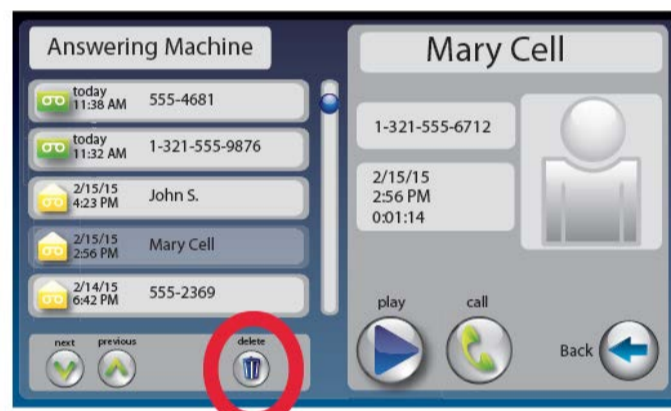 Answering Machine
today
11:38 AM
555-4681
today
11:32 AM
1-321-555-9876
2/15/15
4:23 PM
John S.
2/15/15
2:56 PM
Mary Cell
2/14/15
6:42 PM
555-2369
next
previous
delete
Mary Cell
1-321-555-6712
2/15/15
2:56 PM
0:01:14
play
call
Back